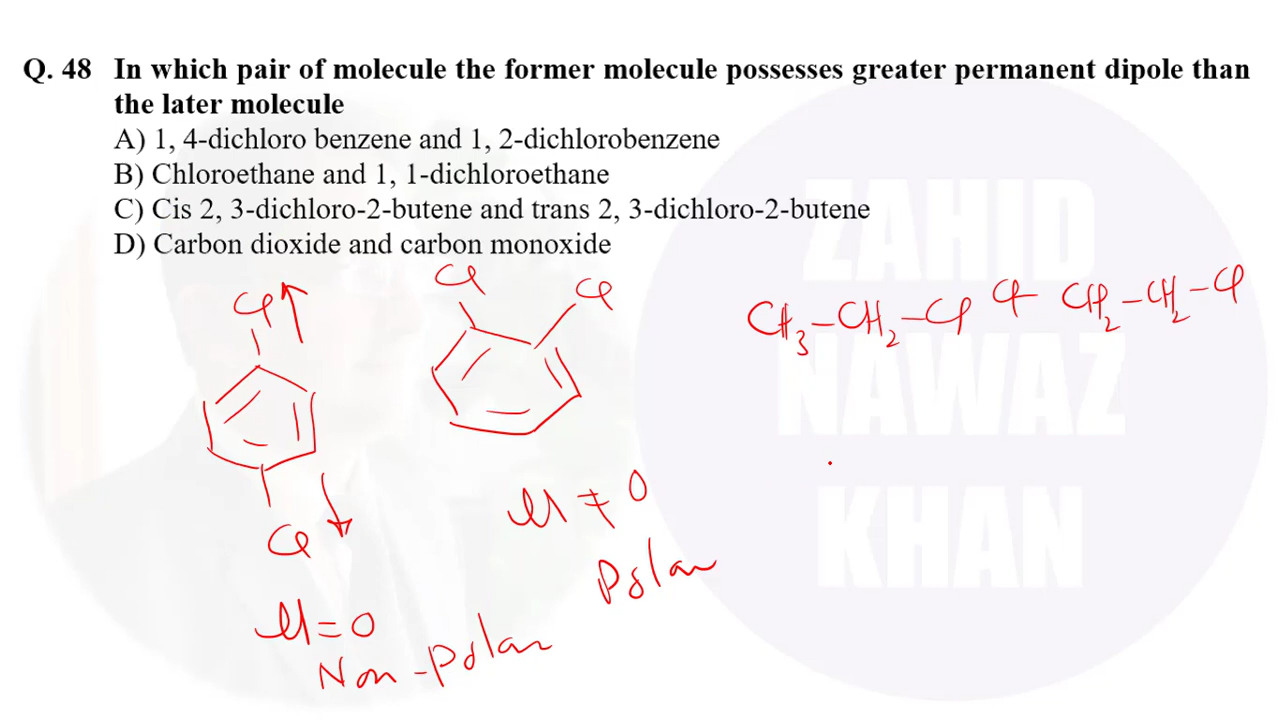 Q. 48 In which pair of molecule the former molecule possesses greater permanent dipole than
the later molecule
A) 1, 4-dichloro benzene and 1, 2-dichlorobenzene
B) Chloroethane and 1, 1-dichloroethane
C) Cis 2, 3-dichloro-2-butene and trans 2, 3-dichloro-2-butene
D) Carbon dioxide and carbon monoxide
ZAHID
NAWAZ
KHAN
Cl
Cl
Cl
CH₃-CH₂-Cl
Cl CH₂-CH₂-Cl
Cl
μ = 0
Non-Polar
μ ≠ 0
Polar